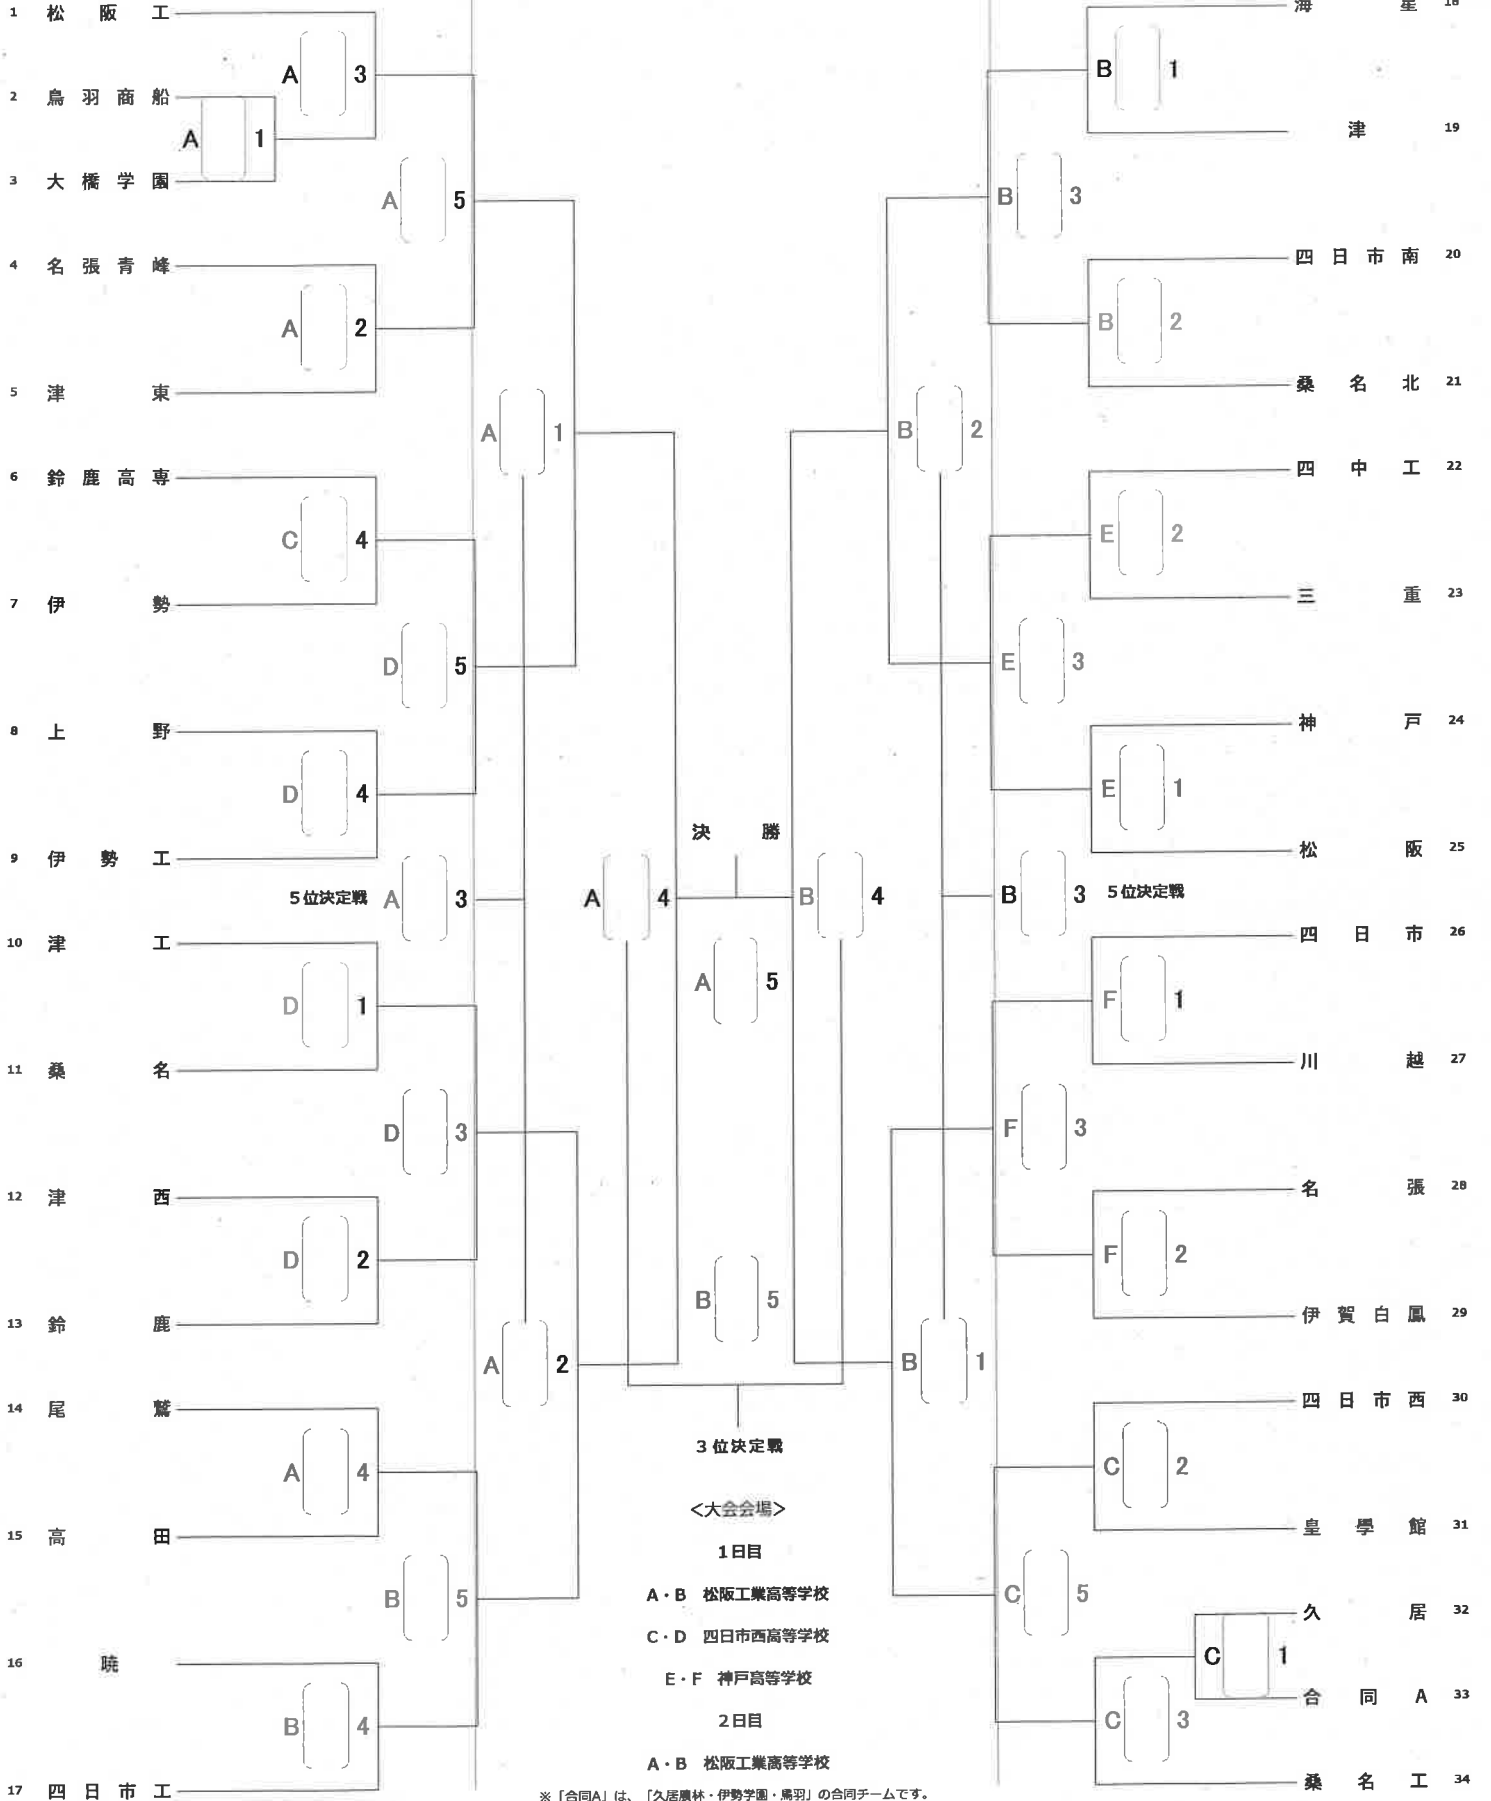 1 松阪工
2 鳥羽商船
3 大橋学園
4 名張青峰
5 津東
6 鈴鹿高専
7 伊勢
8 上野
9 伊勢工
10 津工
11 桑名
12 津西
13 鈴鹿
14 尾鷲
15 高田
16 暁
17 四日市工
A 3
A 1
A 5
A 2
A 1
C 4
D 5
D 4
5位決定戦 A 3
D 1
D 3
D 2
A 2
A 4
B 5
B 4
決勝
A 4
B 4
A 5
B 5
3位決定戦
<大会会場>
1日目
A・B 松阪工業高等学校
C・D 四日市西高等学校
E・F 神戸高等学校
2日目
A・B 松阪工業高等学校
※「合同A」は、「久居農林・伊勢学園・鳥羽」の合同チームです。
B 1
B 3
B 2
B 2
E 2
E 3
E 1
B 3 5位決定戦
F 1
F 3
F 2
B 1
C 2
C 5
C 1
C 3
海星 18
津 19
四日市南 20
桑名北 21
四中工 22
三重 23
神戸 24
松阪 25
四日市 26
川越 27
名張 28
伊賀白鳳 29
四日市西 30
皇學館 31
久居 32
合同A 33
桑名工 34